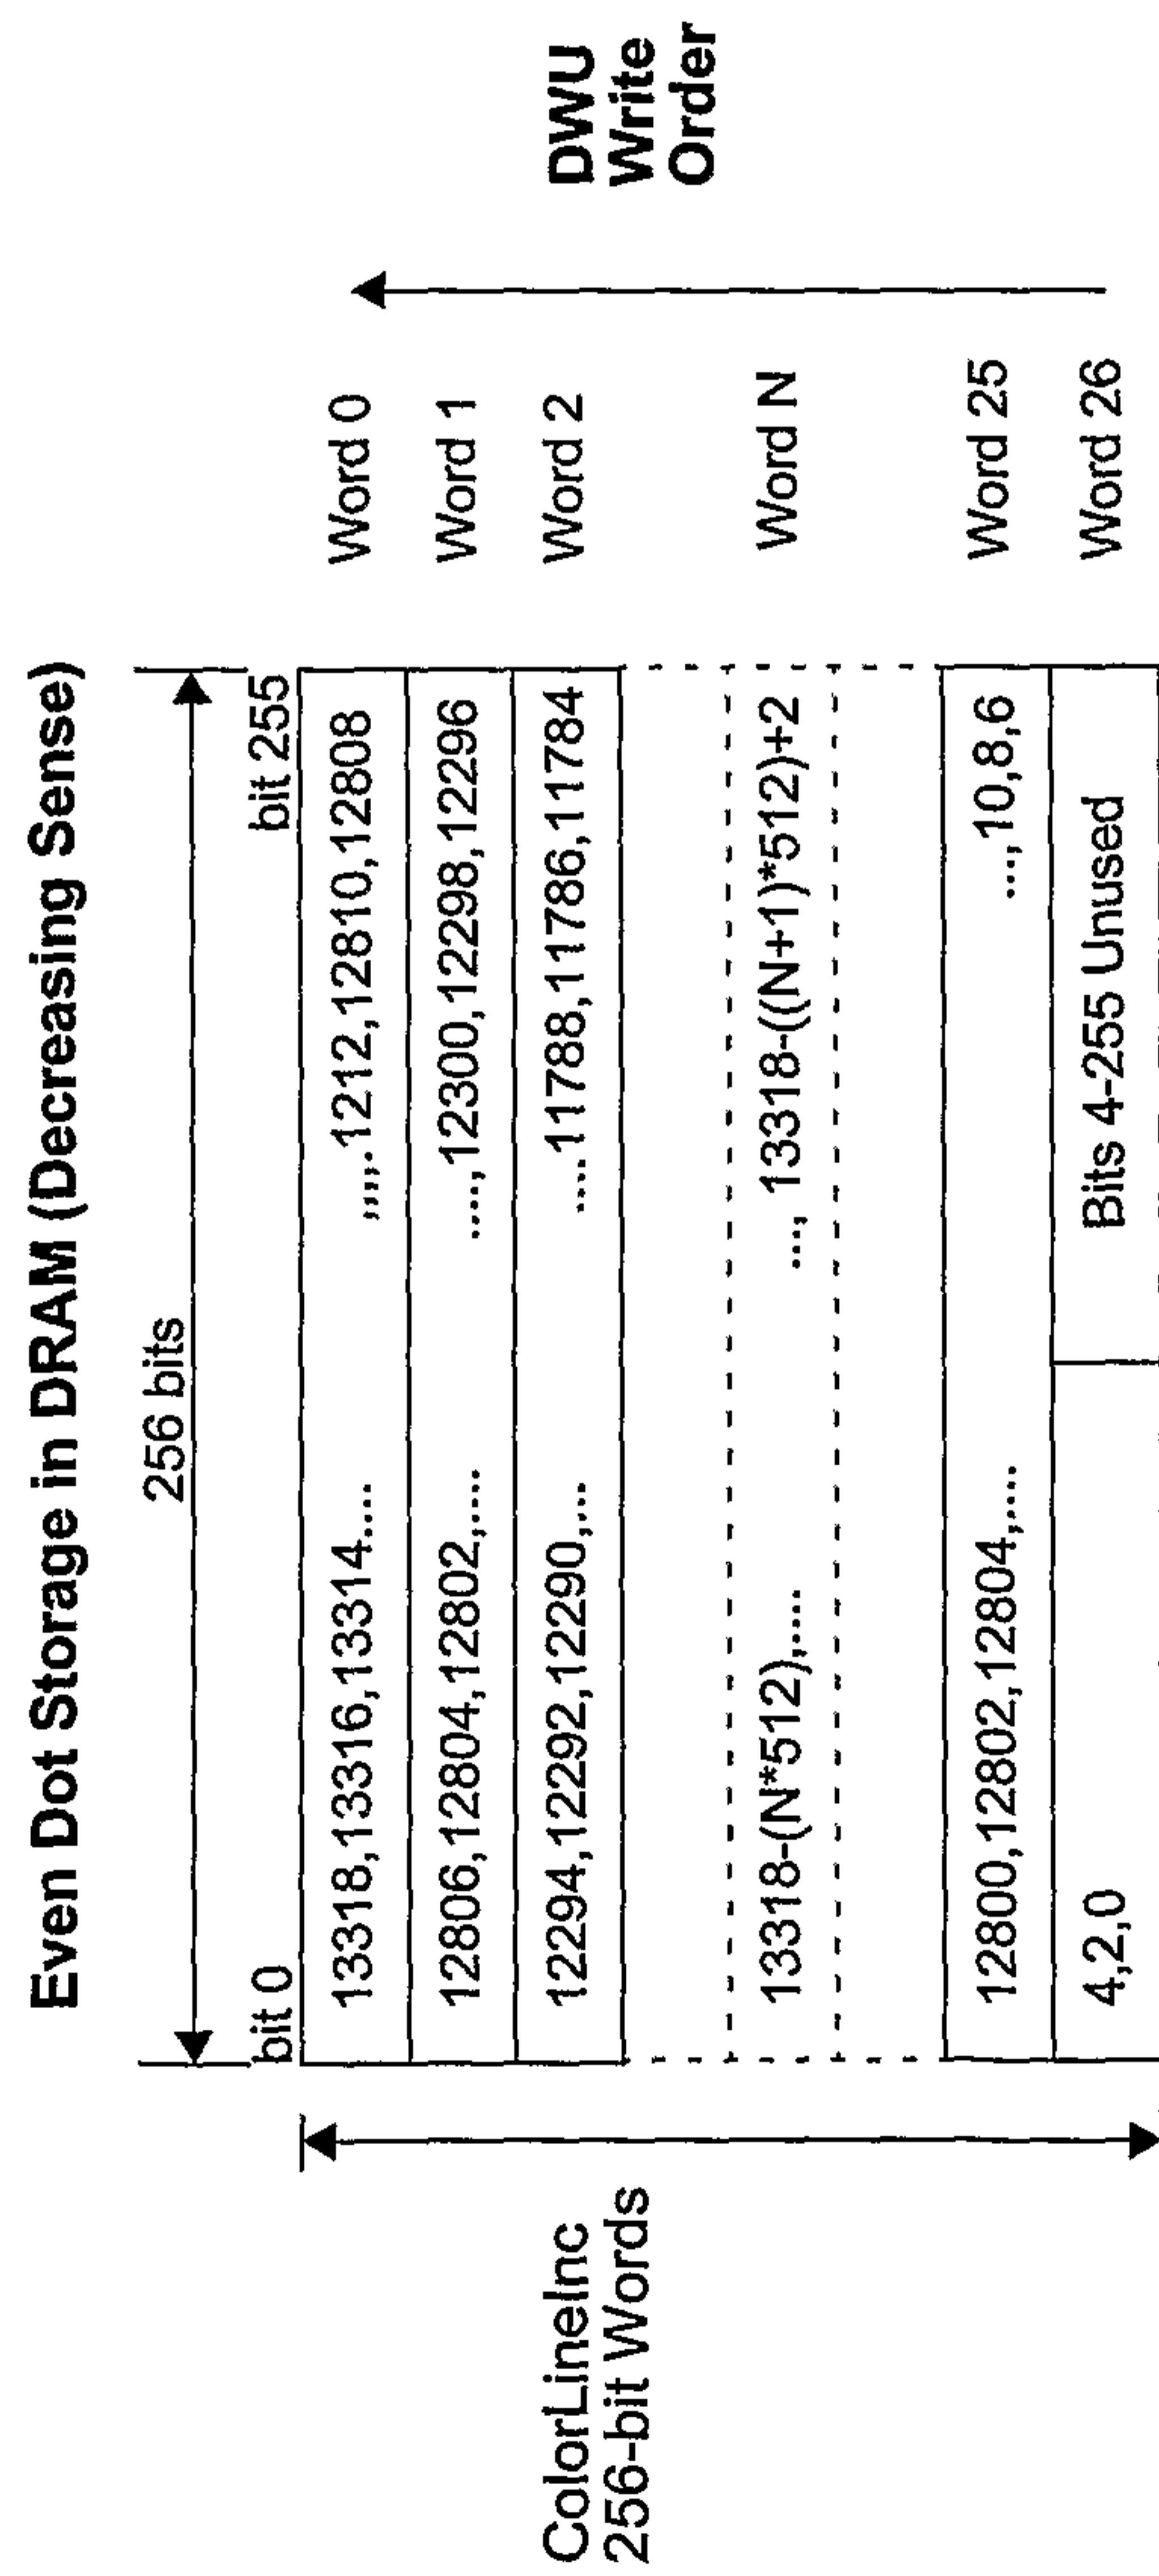 Even Dot Storage in DRAM (Decreasing Sense)
256 bits
bit 0
bit 255
13318,13316,13314....
,,,,.1212,12810,12808
Word 0
12806,12804,12802,....
....,12300,12298,12296
Word 1
12294,12292,12290,...
....11788,11786,11784
Word 2
ColorLineInc
256-bit Words
DWU
Write
Order
13318-(N*512),....
..., 13318-((N+1)*512)+2
Word N
12800,12802,12804,....
...,10,8,6
Word 25
4,2,0
Bits 4-255 Unused
Word 26